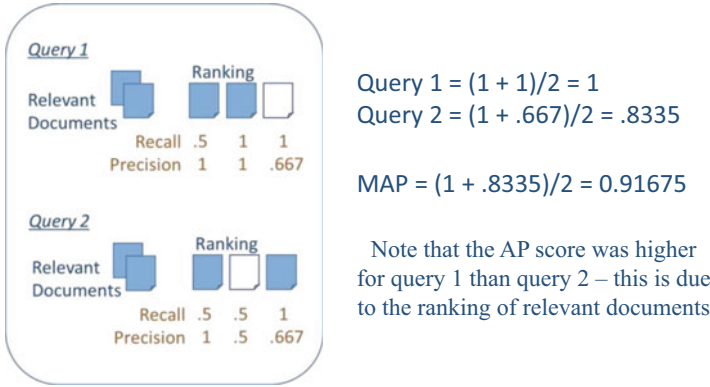 Query 1
Ranking
Relevant
Documents
Recall .5 1 1
Precision 1 1 .667
Query 2
Ranking
Relevant
Documents
Recall .5 .5 1
Precision 1 .5 .667
Query 1 = (1 + 1)/2 = 1
Query 2 = (1 + .667)/2 = .8335
MAP = (1 + .8335)/2 = 0.91675
Note that the AP score was higher
for query 1 than query 2 – this is due
to the ranking of relevant documents